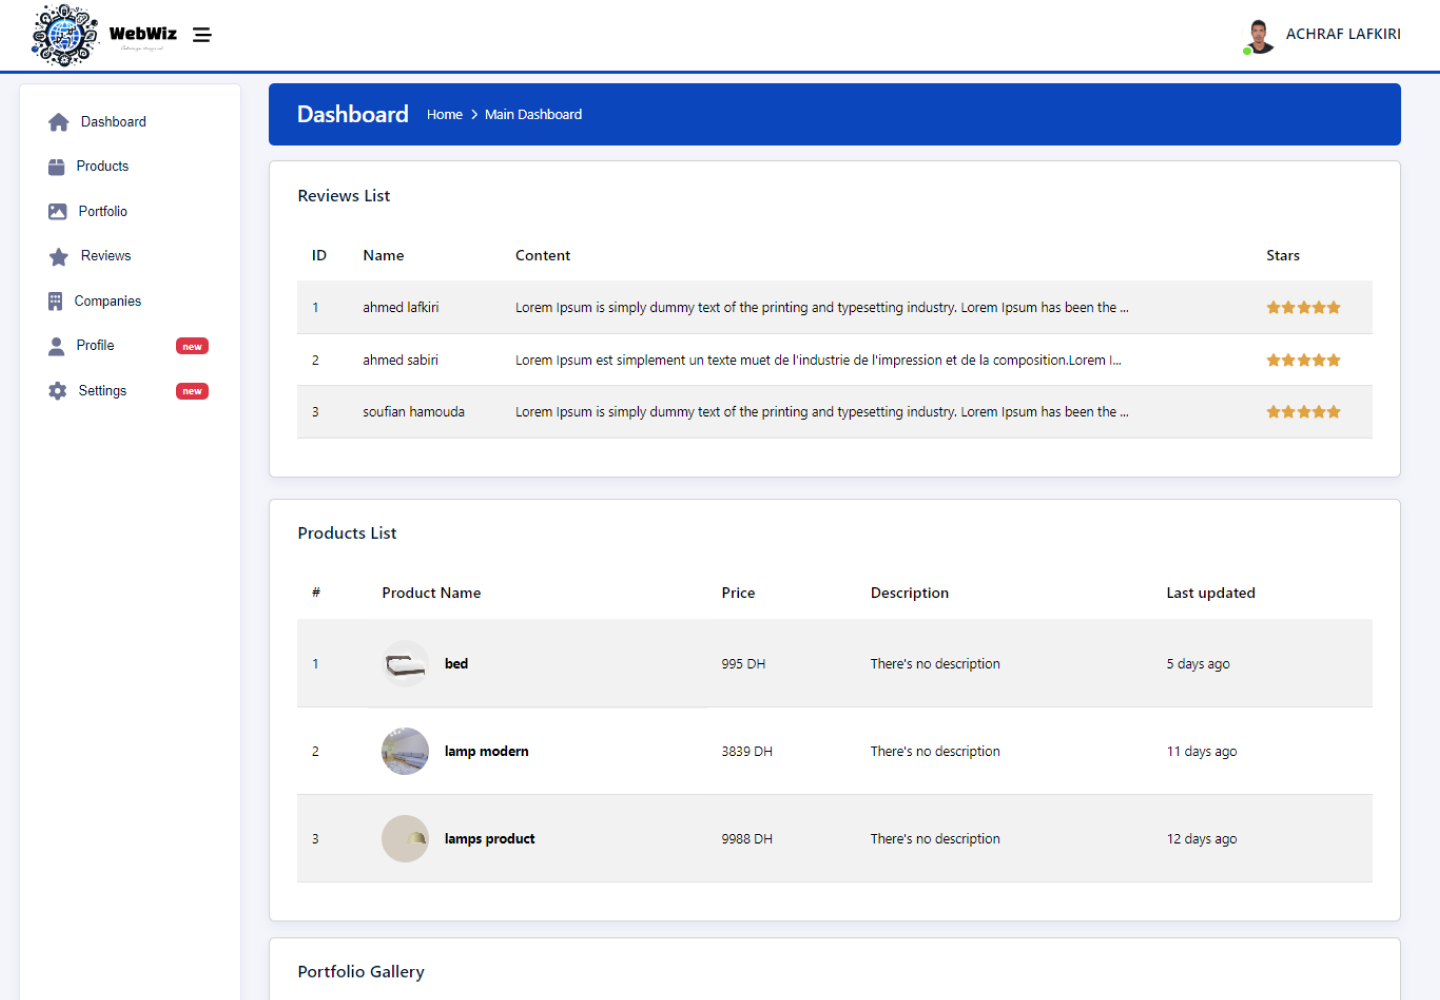 WebWiz
ACHRAF LAFKIRI
Dashboard
Products
Portfolio
Reviews
Companies
Profile new
Settings new
Dashboard Home Main Dashboard
Reviews List
ID Name Content Stars
1 ahmed lafkiri Lorem Ipsum is simply dummy text of the printing and typesetting industry. Lorem Ipsum has been the ...
2 ahmed sabiri Lorem Ipsum est simplement un texte muet de l'industrie de l'impression et de la composition.Lorem I...
3 soufian hamouda Lorem Ipsum is simply dummy text of the printing and typesetting industry. Lorem Ipsum has been the ...
Products List
# Product Name Price Description Last updated
1 bed 995 DH There's no description 5 days ago
2 lamp modern 3839 DH There's no description 11 days ago
3 lamps product 9988 DH There's no description 12 days ago
Portfolio Gallery